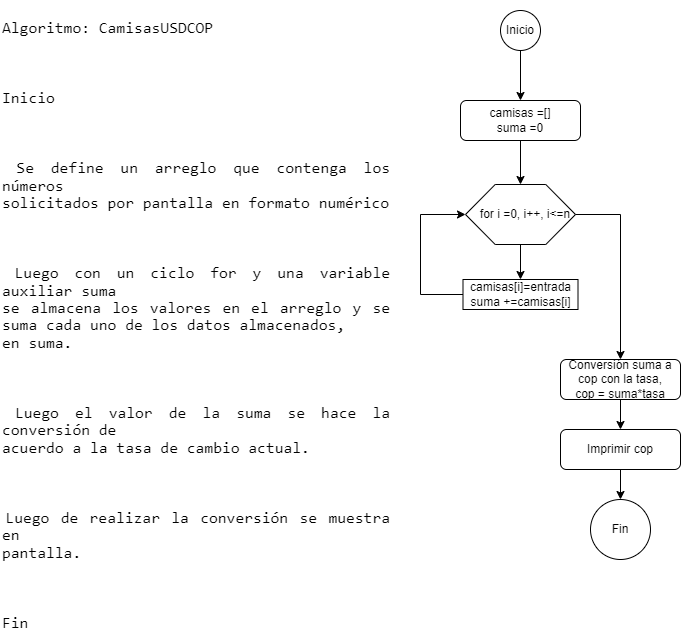 Algoritmo: CamisasUSDCOP
Inicio
Se define un arreglo que contenga los
números
solicitados por pantalla en formato numérico
Luego con un ciclo for y una variable
auxiliar suma
se almacena los valores en el arreglo y se
suma cada uno de los datos almacenados,
en suma.
Luego el valor de la suma se hace la
conversión de
acuerdo a la tasa de cambio actual.
Luego de realizar la conversión se muestra
en
pantalla.
Fin
Inicio
camisas =[]
suma =0
for i =0, i++, i<=n
camisas[i]=entrada
suma +=camisas[i]
Conversión suma a
cop con la tasa,
cop = suma*tasa
Imprimir cop
Fin